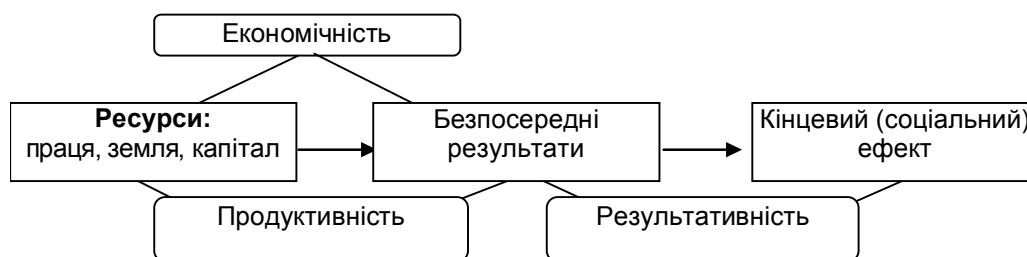 Економічність
Ресурси:
праця, земля, капітал
Безпосередні
результати
Кінцевий (соціальний)
ефект
Продуктивність
Результативність